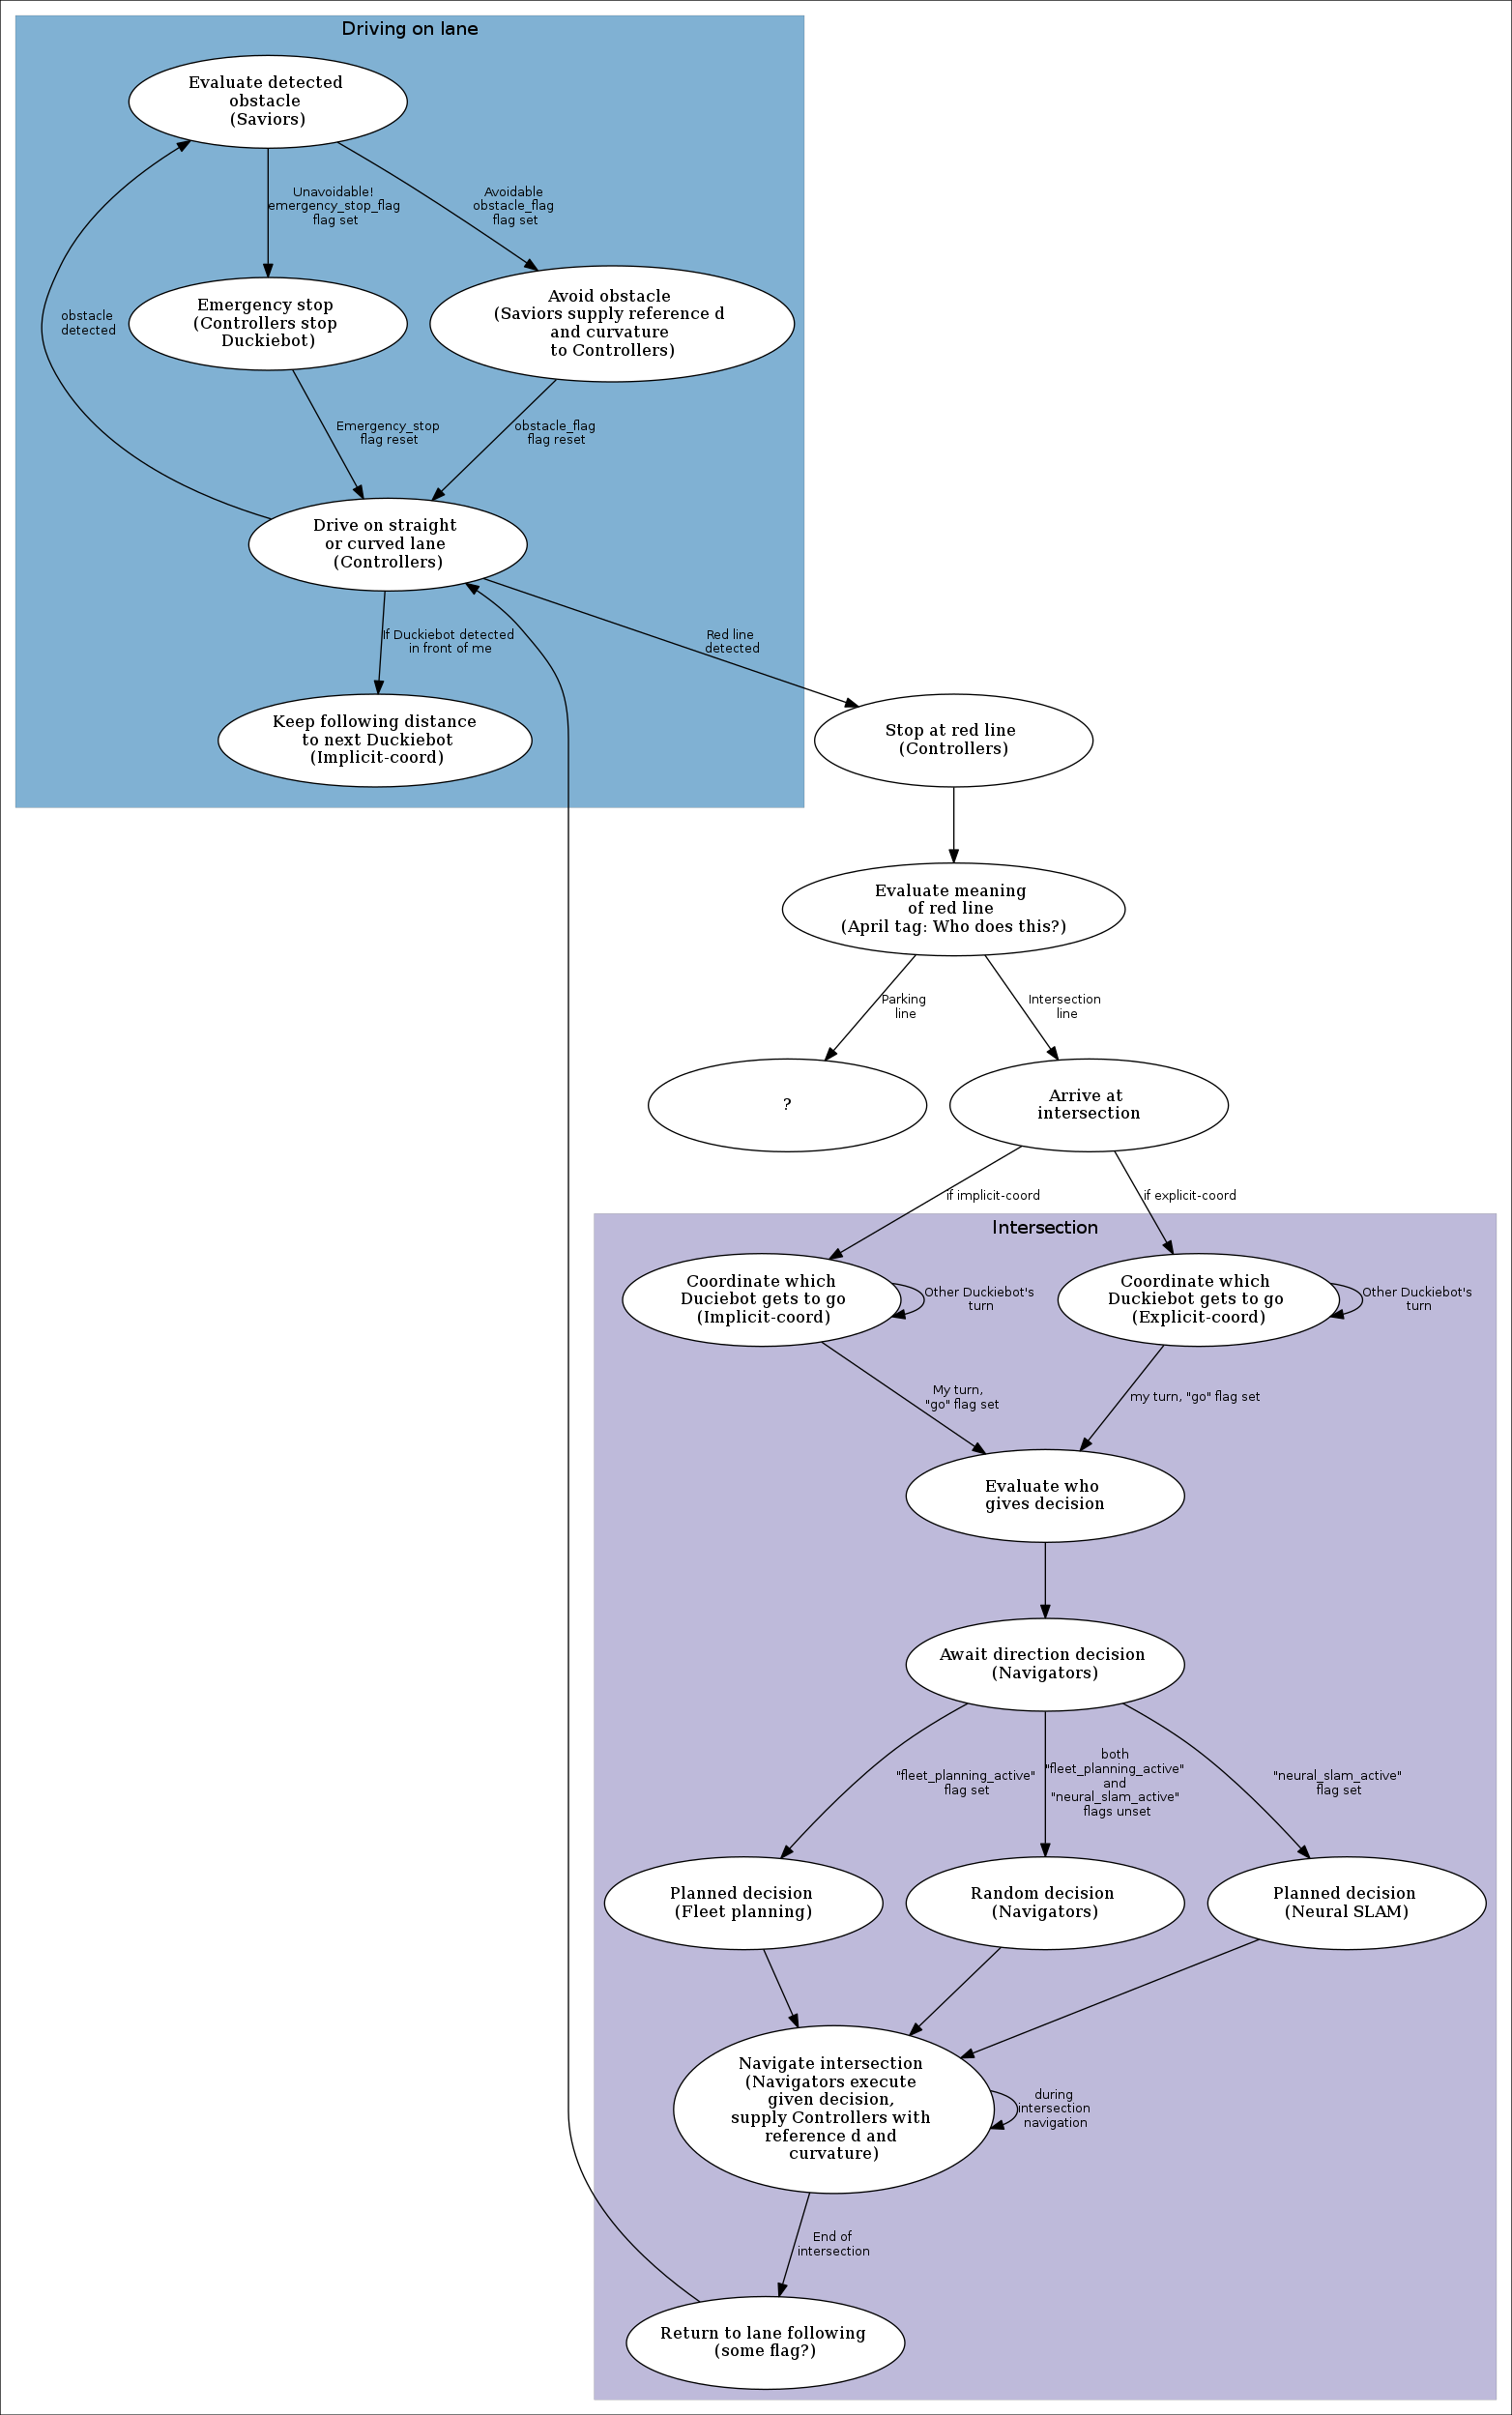 Driving on lane
Evaluate detected
obstacle
(Saviors)
Unavoidable!
emergency_stop_flag
flag set
Avoidable
obstacle_flag
flag set
obstacle
detected
Emergency stop
(Controllers stop
Duckiebot)
Avoid obstacle
(Saviors supply reference d
and curvature
to Controllers)
Emergency_stop
flag reset
obstacle_flag
flag reset
Drive on straight
or curved lane
(Controllers)
If Duckiebot detected
in front of me
Red line
detected
Keep following distance
to next Duckiebot
(Implicit-coord)
Stop at red line
(Controllers)
Evaluate meaning
of red line
(April tag: Who does this?)
Parking
line
Intersection
line
?
Arrive at
intersection
if implicit-coord
if explicit-coord
Intersection
Coordinate which
Duciebot gets to go
(Implicit-coord)
Other Duckiebot's
turn
Coordinate which
Duckiebot gets to go
(Explicit-coord)
Other Duckiebot's
turn
My turn,
"go" flag set
my turn, "go" flag set
Evaluate who
gives decision
Await direction decision
(Navigators)
"fleet_planning_active"
flag set
both
"fleet_planning_active"
and
"neural_slam_active"
flags unset
"neural_slam_active"
flag set
Planned decision
(Fleet planning)
Random decision
(Navigators)
Planned decision
(Neural SLAM)
Navigate intersection
(Navigators execute
given decision,
supply Controllers with
reference d and
curvature)
during
intersection
navigation
End of
intersection
Return to lane following
(some flag?)